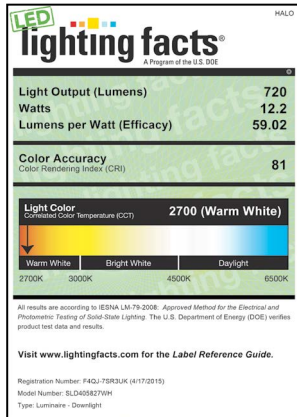 HALO
LED
lighting facts®
A Program of the U.S. DOE
Light Output (Lumens) 720
Watts 12.2
Lumens per Watt (Efficacy) 59.02
Color Accuracy 81
Color Rendering Index (CRI)
Light Color 2700 (Warm White)
Correlated Color Temperature (CCT)
Warm White Bright White Daylight
2700K 3000K 4500K 6500K
All results are according to IESNA LM-79-2008: Approved Method for the Electrical and
Photometric Testing of Solid-State Lighting. The U.S. Department of Energy (DOE) verifies
product test data and results.
Visit www.lightingfacts.com for the Label Reference Guide.
Registration Number: F4QJ-7SR3UK (4/17/2015)
Model Number: SLD405827WH
Type: Luminaire - Downlight